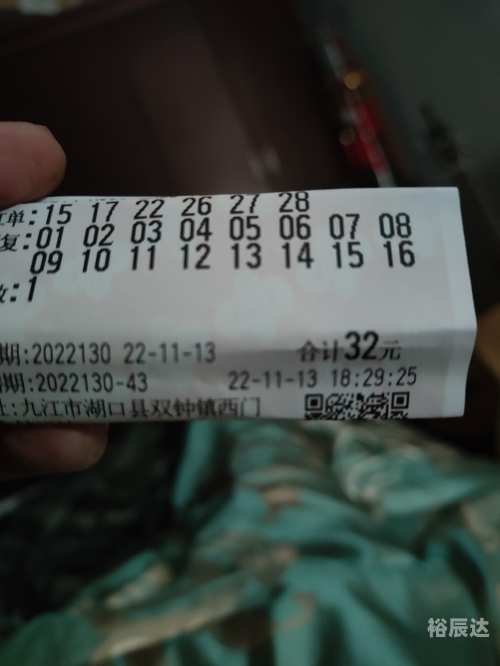 单:15 17 22 26 27 28
复:01 02 03 04 05 06 07 08
09 10 11 12 13 14 15 16
数:1
期:2022130 22-11-13 合计32元
期:2022130-43 22-11-13 18:29:25
址:九江市湖口县双钟镇西门
裕辰达